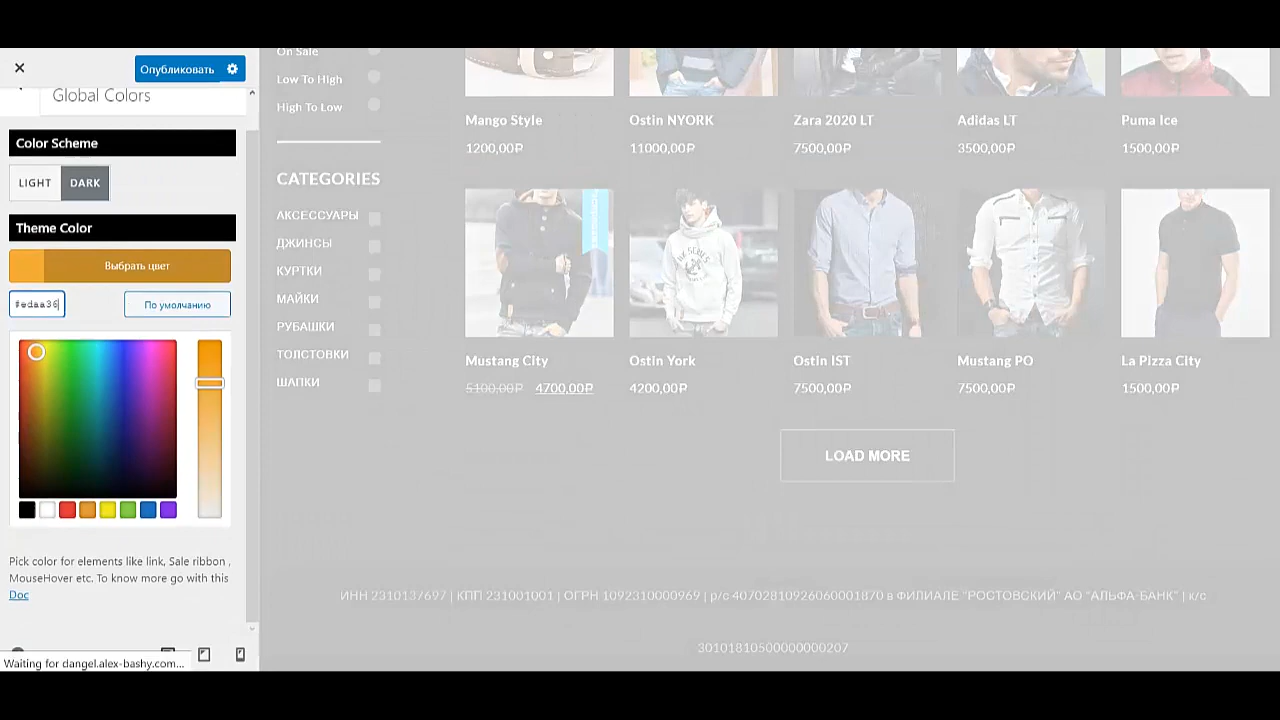 Опубликовать
Global Colors
Color Scheme
LIGHT
DARK
Theme Color
Выбрать цвет
#edaa36
По умолчанию
Pick color for elements like link, Sale ribbon ,
MouseHover etc. To know more go with this
Doc
Waiting for dangel.alex-bashy.com...
On Sale
Low To High
High To Low
CATEGORIES
АКСЕССУАРЫ
ДЖИНСЫ
КУРТКИ
МАЙКИ
РУБАШКИ
ТОЛСТОВКИ
ШАПКИ
Mango Style
1200,00₽
Ostin NYORK
11000,00₽
Zara 2020 LT
7500,00₽
Adidas LT
3500,00₽
Puma Ice
1500,00₽
Mustang City
5100,00₽ 4700,00₽
Ostin York
4200,00₽
Ostin IST
7500,00₽
Mustang PO
7500,00₽
La Pizza City
1500,00₽
LOAD MORE
ИНН 2310137697 | КПП 231001001 | ОГРН 1092310000969 | р/с 40702810926060001870 в ФИЛИАЛЕ "РОСТОВСКИЙ" АО "АЛЬФА-БАНК" | к/с
30101810500000000207